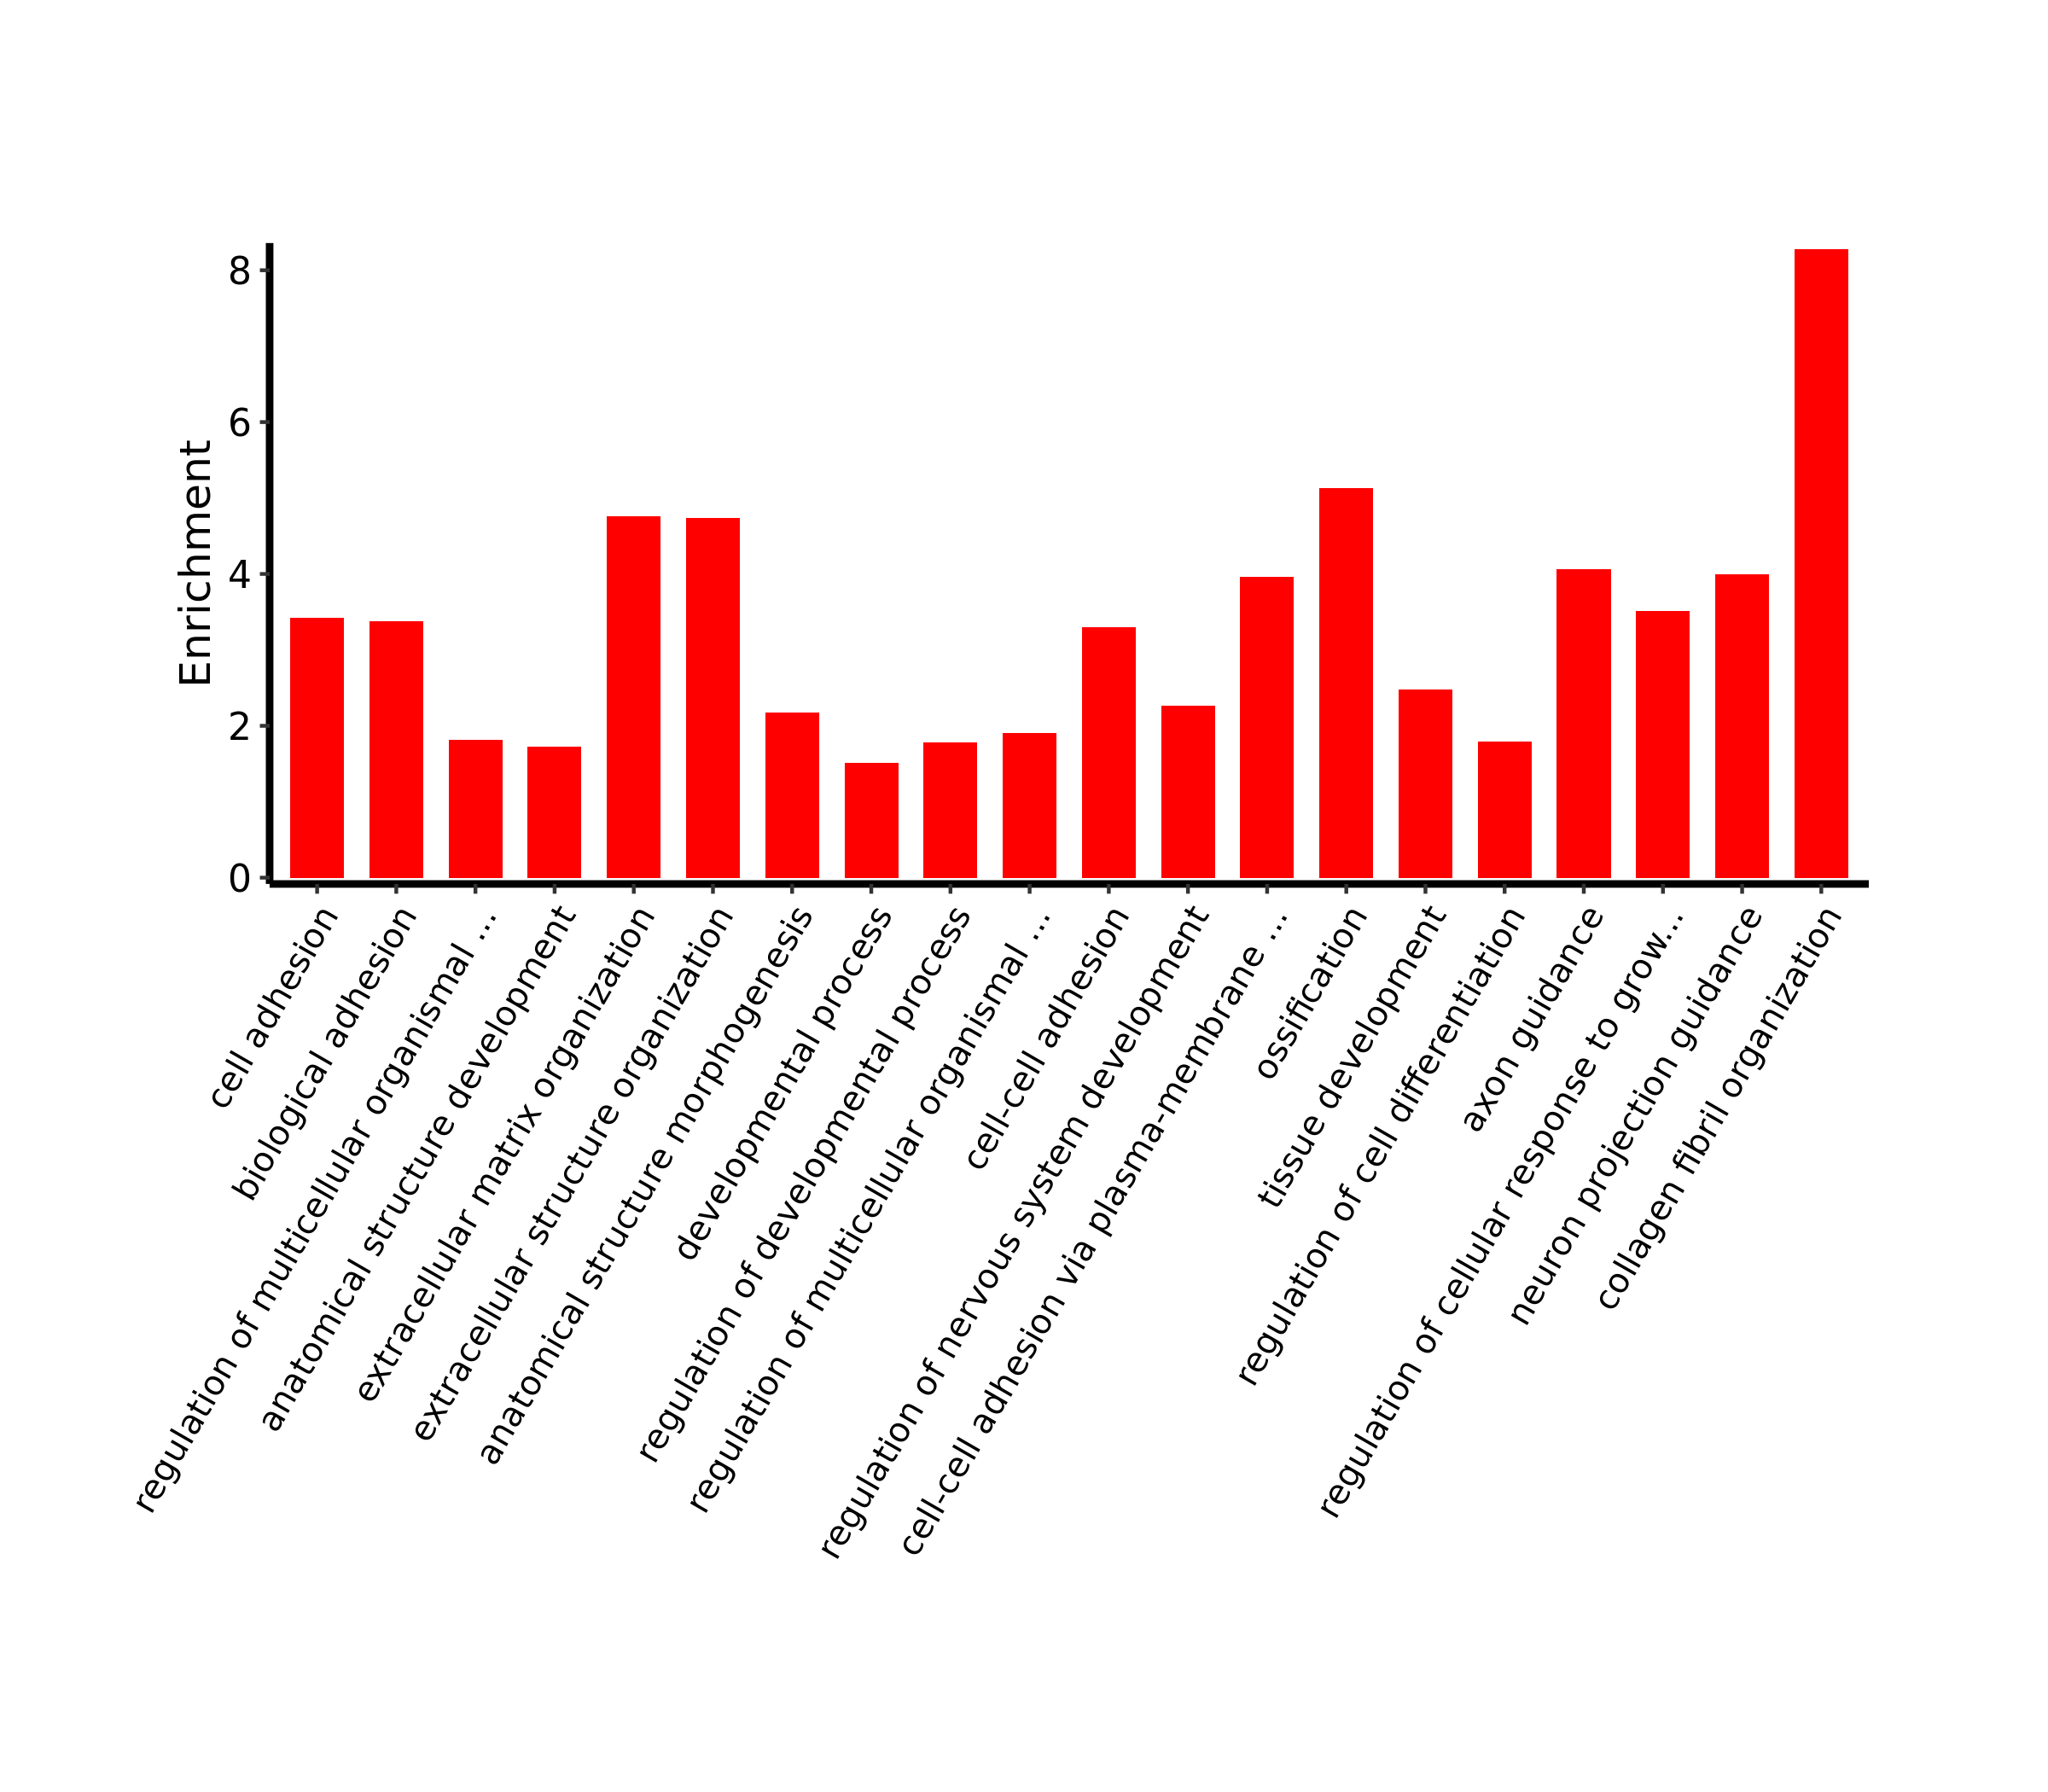 Enrichment
8
6
4
2
0
cell adhesion
biological adhesion
regulation of multicellular organismal ...
anatomical structure development
extracellular matrix organization
extracellular structure organization
anatomical structure morphogenesis
developmental process
regulation of developmental process
regulation of multicellular organismal ...
cell-cell adhesion
regulation of nervous system development
cell-cell adhesion via plasma-membrane ...
ossification
tissue development
regulation of cell differentiation
axon guidance
regulation of cellular response to grow...
neuron projection guidance
collagen fibril organization